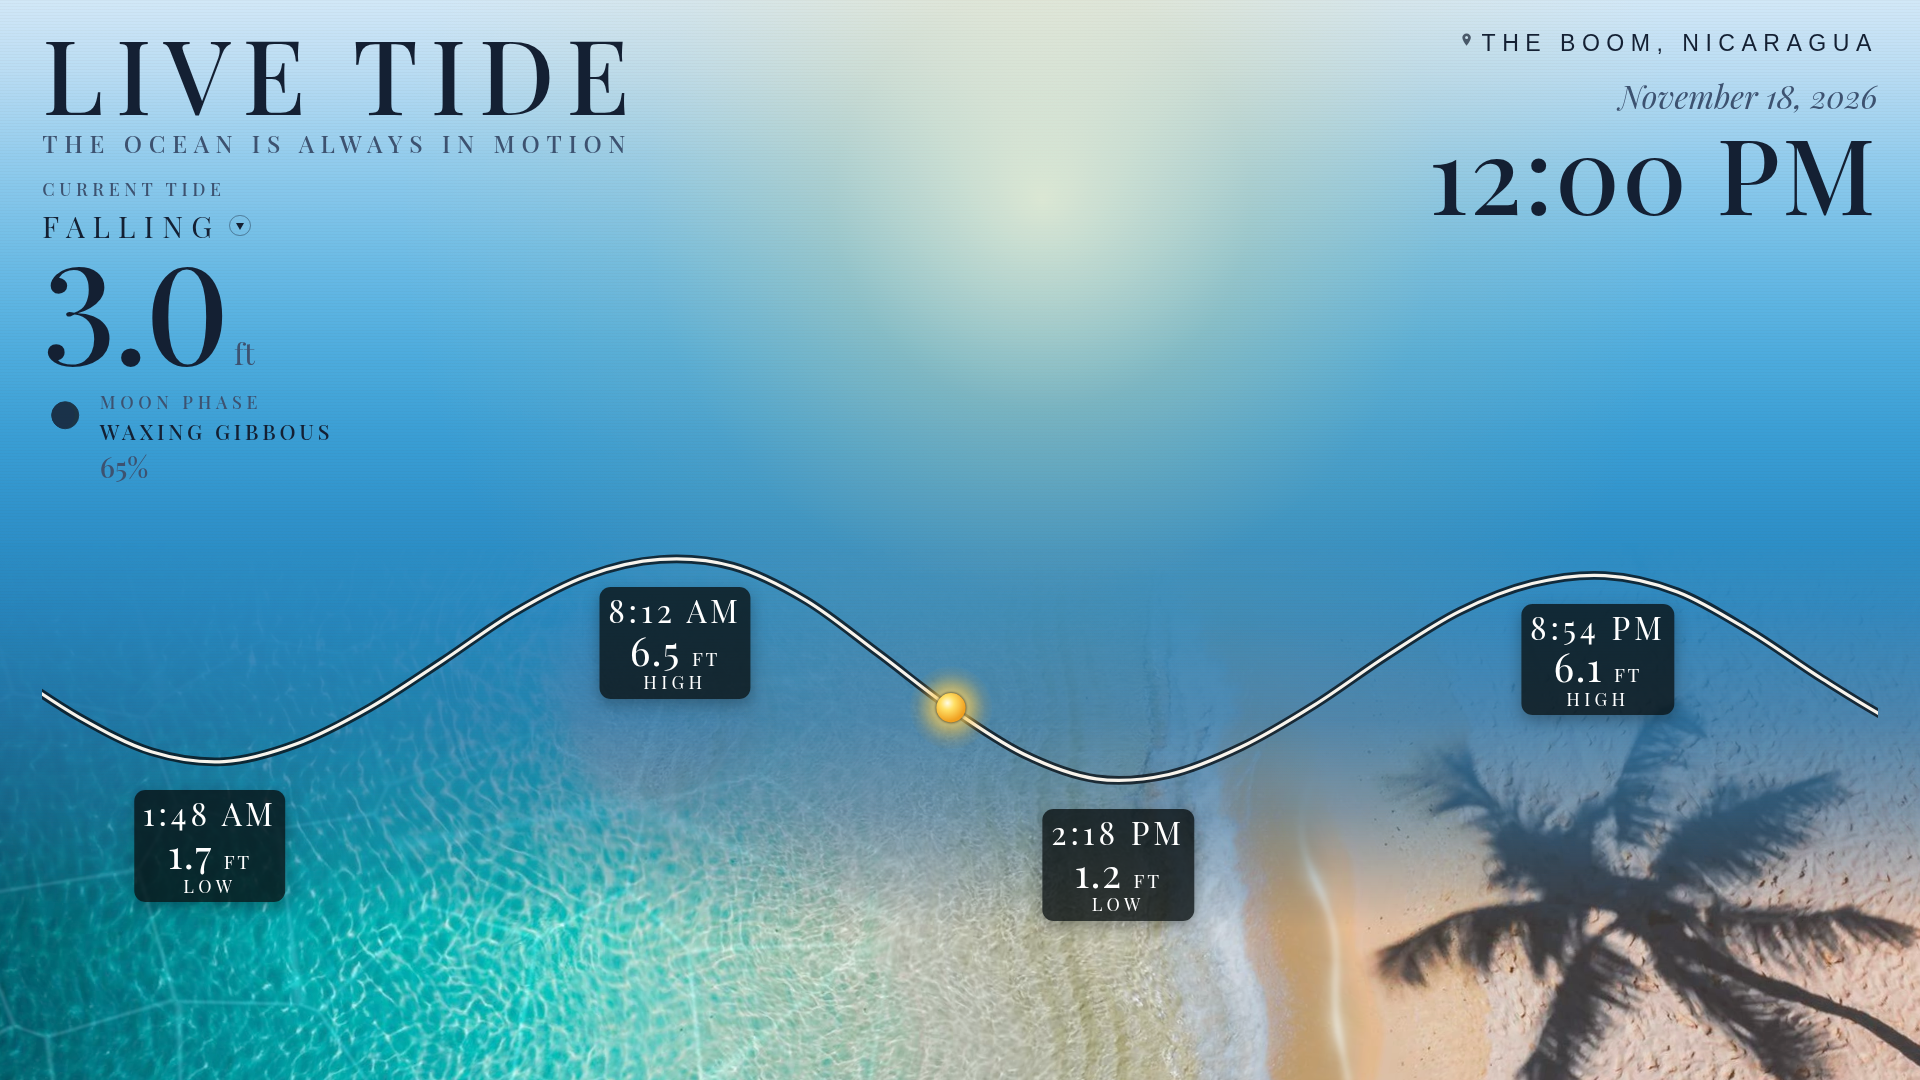 LIVE TIDE
THE OCEAN IS ALWAYS IN MOTION
CURRENT TIDE
FALLING
3.0 ft
MOON PHASE
WAXING GIBBOUS
65%
THE BOOM, NICARAGUA
November 18, 2026
12:00 PM
8:12 AM
6.5 FT
HIGH
8:54 PM
6.1 FT
HIGH
1:48 AM
1.7 FT
LOW
2:18 PM
1.2 FT
LOW